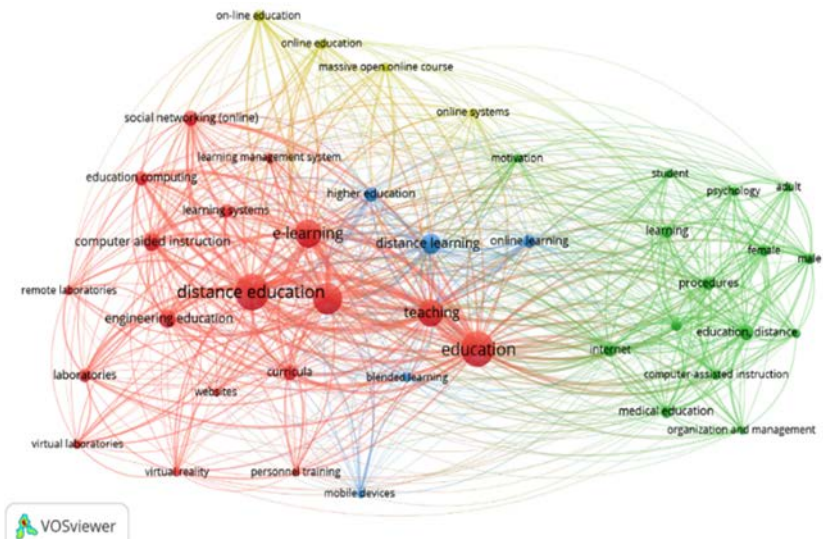 on-line education
online education
massive open online course
online systems
social networking (online)
learning management system
motivation
education computing
higher education
student
psychology
adult
learning systems
computer aided instruction
e-learning
distance learning
online learning
learning
female
male
remote laboratories
distance education
procedures
engineering education
teaching
education, distance
education
internet
laboratories
curricula
blended learning
computer-assisted instruction
websites
medical education
organization and management
virtual laboratories
virtual reality
personnel training
mobile devices
VOSviewer